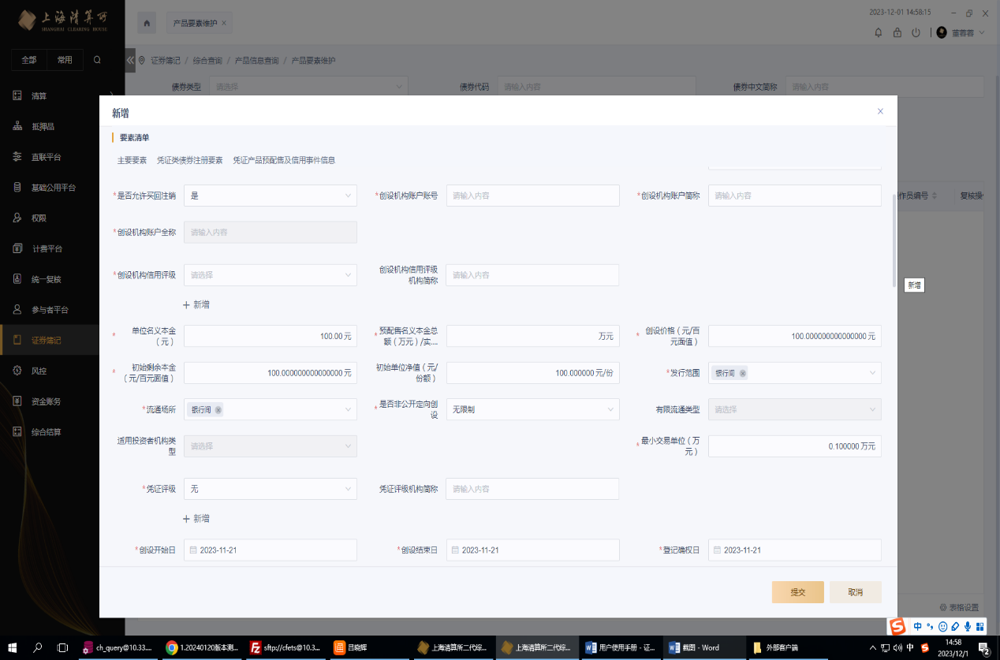 上海清算所
SHANGHAI CLEARING HOUSE
产品要素维护 ×
2023-12-01 14:58:15
董蓉蓉
全部 常用
证券簿记 / 综合查询 / 产品信息查询 / 产品要素维护
债券类型 请选择 债券代码 请输入内容 债券中文简称 请输入内容
清算
抵押品
直联平台
基础公用平台
权限
计费平台
统一复核
参与者平台
证券簿记
风控
资金账务
综合结算
新增
要素清单
主要要素 凭证类债券注册要素 凭证产品预配售及信用事件信息
*是否允许买回注销 是 *创设机构账户账号 请输入内容 *创设机构账户简称 请输入内容
作员编号 复核操
*创设机构账户全称 请输入内容
*创设机构信用评级 请选择 创设机构信用评级
机构简称 请输入内容
新增
+ 新增
* 单位名义本金
(元) 100.00 元 * 预配售名义本金总
额(万元)/实.... 万元 * 创设价格(元/百
元面值) 100.000000000000000 元
* 初始剩余本金
(元/百元面值) 100.000000000000000 元 初始单位净值(元/
份额) 100.000000 元/份 *发行范围 银行间
*流通场所 银行间 * 是否非公开定向创
设 无限制 有限流通类型 请选择
适用投资者机构类
型 请选择 * 最小交易单位(万
元) 0.100000 万元
*凭证评级 无 凭证评级机构简称 请输入内容
+ 新增
*创设开始日 2023-11-21 *创设结束日 2023-11-21 *登记确权日 2023-11-21
提交 取消
表格设置
中
ch_query@10.33.... 1.20240120版本测... sftp://cfets@10.3... 吕晓辉 上海清算所二代综... 上海清算所二代综... 用户使用手册 - 证... 截图 - Word 外部客户端
中
14:58
2023/12/1
2